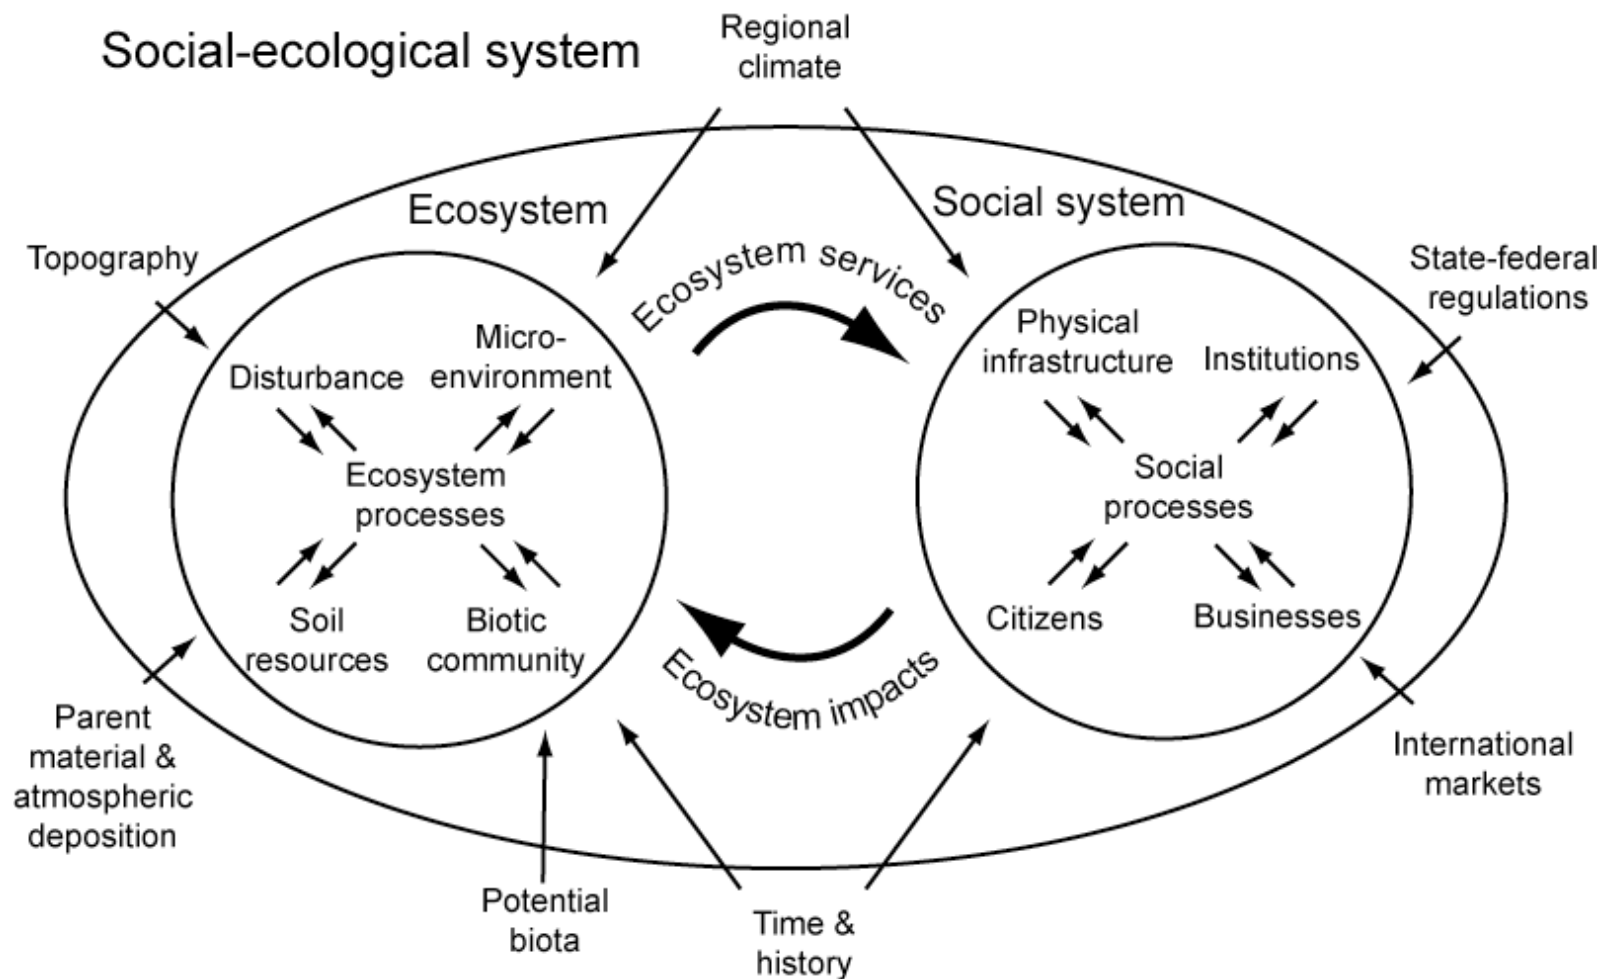 Social-ecological system
Regional
climate
Ecosystem
Social system
Topography
State-federal
regulations
Ecosystem services
Micro-
environment
Disturbance
Physical
infrastructure
Institutions
Ecosystem
processes
Social
processes
Soil
resources
Biotic
community
Citizens
Businesses
Ecosystem impacts
Parent
material &
atmospheric
deposition
International
markets
Potential
biota
Time &
history